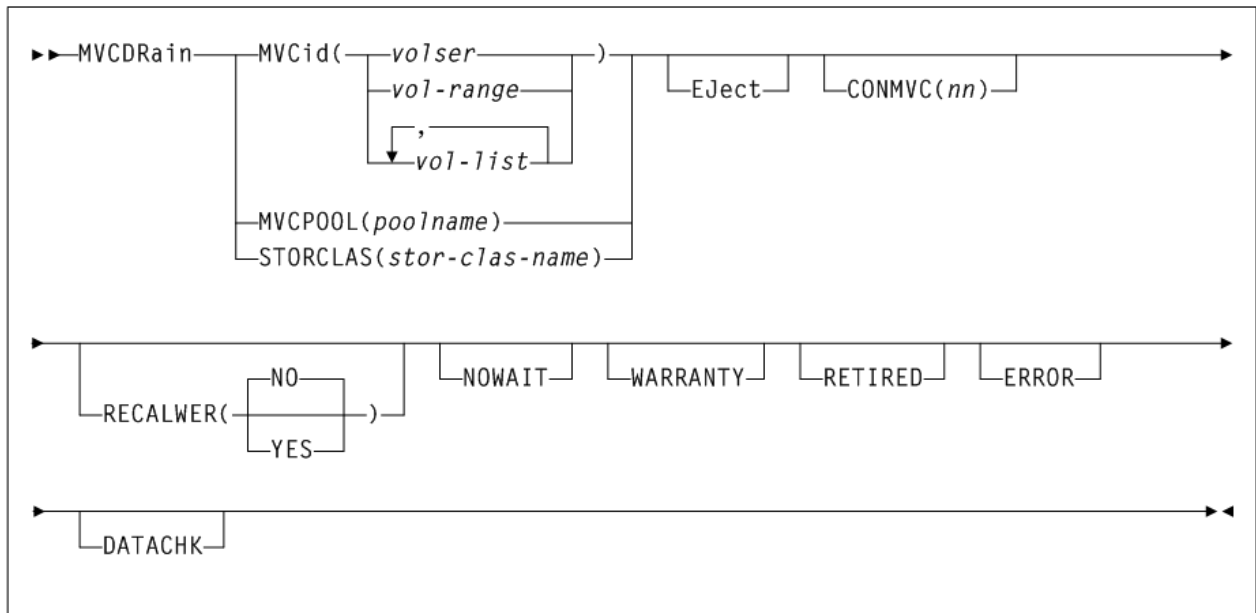 MVCDRain MVCid( volser )
EJect CONMVC(nn)
vol-range
,
vol-list
MVCPOOL(poolname)
STORCLAS(stor-clas-name)
RECALWER( NO
YES )
NOWAIT WARRANTY RETIRED ERROR
DATACHK